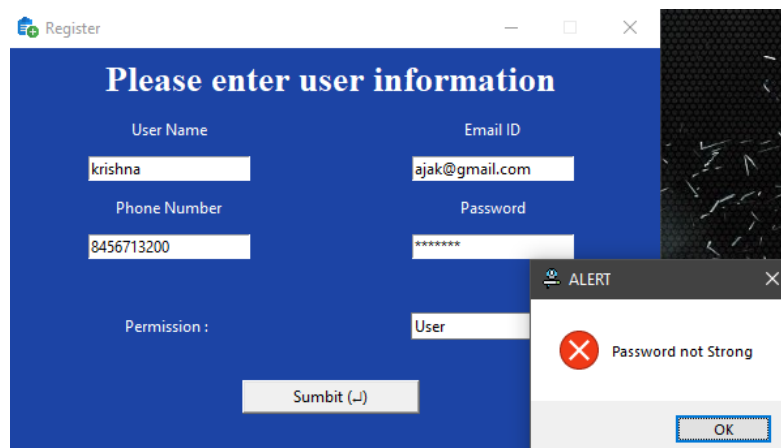 Register
Please enter user information
User Name
Email ID
krishna
ajak@gmail.com
Phone Number
Password
8456713200
*******
ALERT
Permission :
User
Password not Strong
Sumbit (↵)
OK